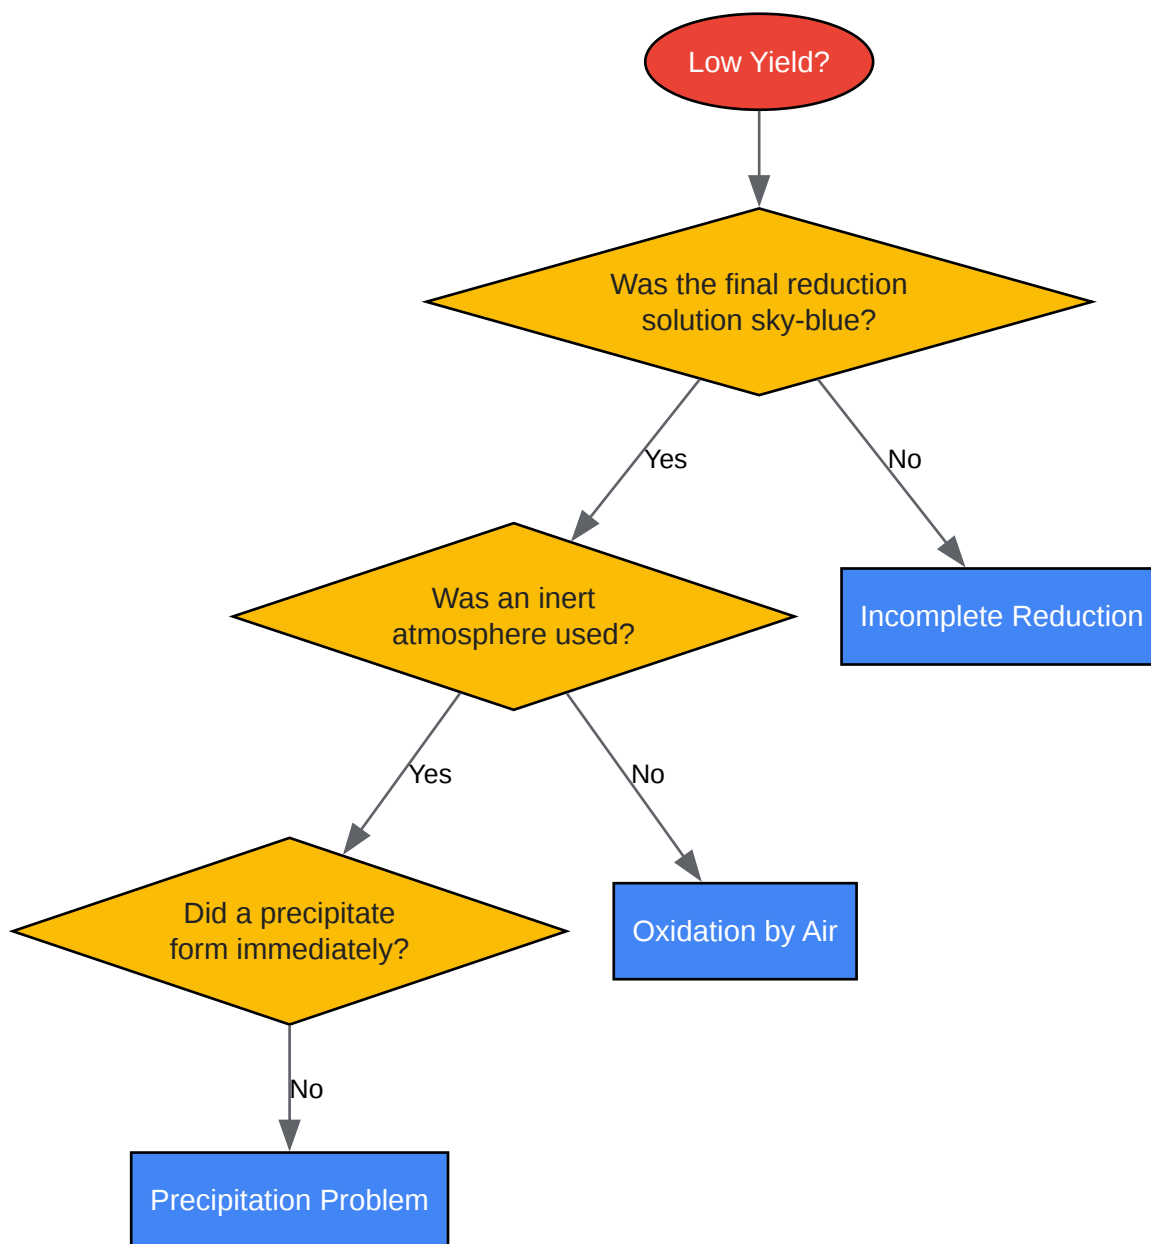 Low Yield?
Was the final reduction
solution sky-blue?
Yes
No
Was an inert
atmosphere used?
Incomplete Reduction
Yes
No
Did a precipitate
form immediately?
Oxidation by Air
No
Precipitation Problem